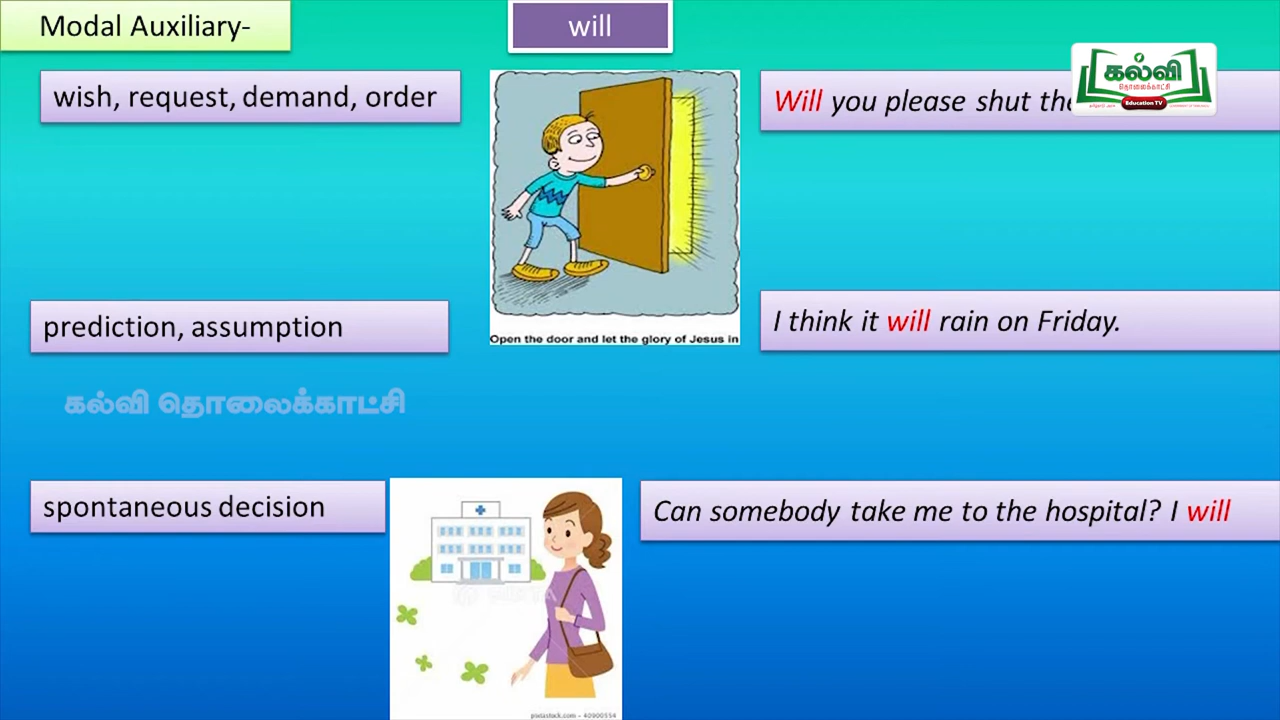 Modal Auxiliary-
will
wish, request, demand, order
Will you please shut the
கல்வி
தொலைக்காட்சி
Education TV
Open the door and let the glory of Jesus in
prediction, assumption
I think it will rain on Friday.
கல்வி தொலைக்காட்சி
spontaneous decision
Can somebody take me to the hospital? I will